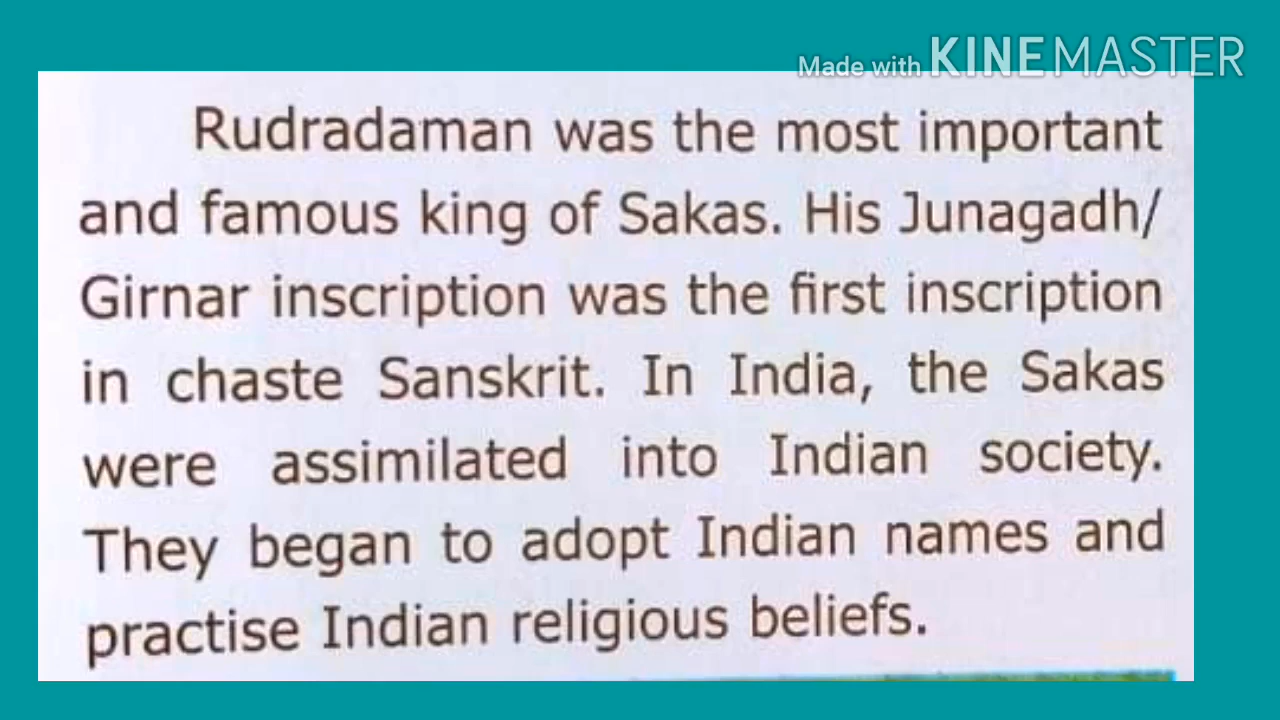 Made with KINEMASTER
Rudradaman was the most important
and famous king of Sakas. His Junagadh/
Girnar inscription was the first inscription
in chaste Sanskrit. In India, the Sakas
were assimilated into Indian society.
They began to adopt Indian names and
practise Indian religious beliefs.